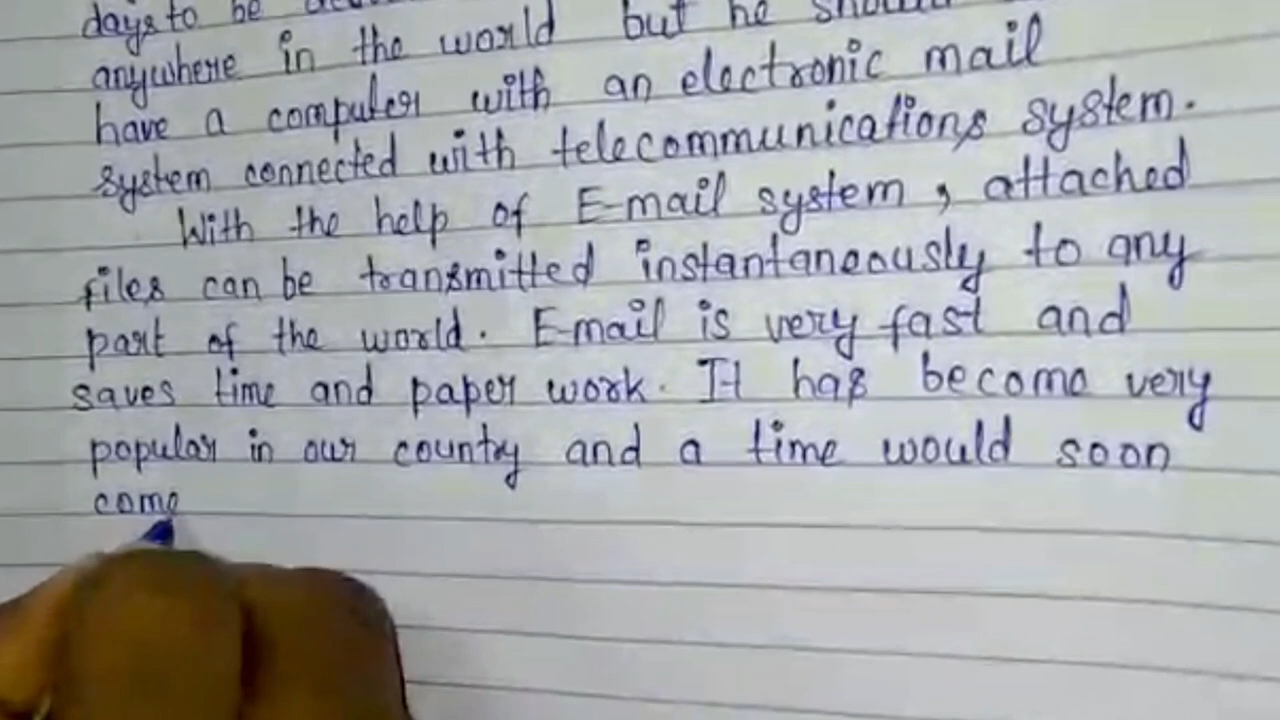 days to be
anywhere in the world but he should
have a computer with an electronic mail
system connected with telecommunications system.
With the help of E-mail system, attached
files can be transmitted instantaneously to any
part of the world. E-mail is very fast and
saves time and paper work. It has become very
popular in our county and a time would soon
come